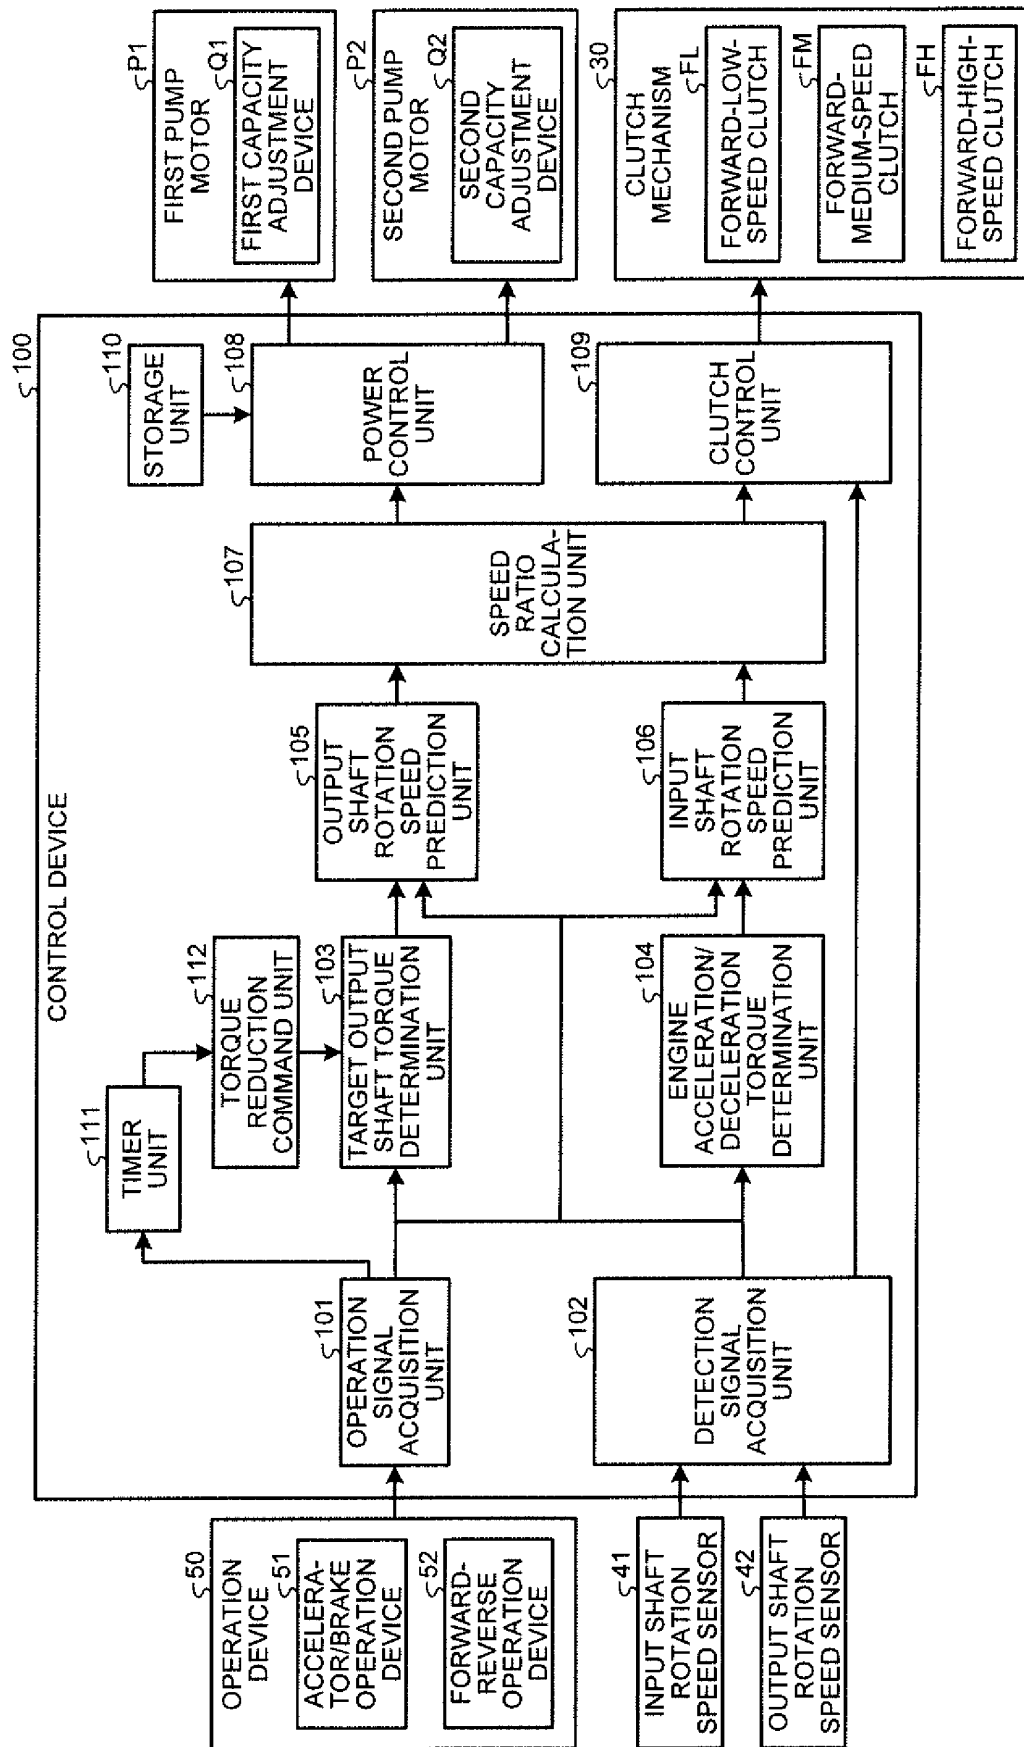 CONTROL DEVICE
100
OPERATION
DEVICE
50
ACCELERA-
TOR/BRAKE
OPERATION
DEVICE
51
FORWARD-
REVERSE
OPERATION
DEVICE
52
INPUT SHAFT
ROTATION
SPEED SENSOR
41
OUTPUT SHAFT
ROTATION
SPEED SENSOR
42
OPERATION
SIGNAL
ACQUISITION
UNIT
101
DETECTION
SIGNAL
ACQUISITION
UNIT
102
TIMER
UNIT
111
TORQUE
REDUCTION
COMMAND UNIT
112
TARGET OUTPUT
SHAFT TORQUE
DETERMINATION
UNIT
103
ENGINE
ACCELERATION/
DECELERATION
TORQUE
DETERMINATION
UNIT
104
OUTPUT
SHAFT
ROTATION
SPEED
PREDICTION
UNIT
105
INPUT
SHAFT
ROTATION
SPEED
PREDICTION
UNIT
106
SPEED
RATIO
CALCULA-
TION UNIT
107
STORAGE
UNIT
110
POWER
CONTROL
UNIT
108
CLUTCH
CONTROL
UNIT
109
FIRST PUMP
MOTOR
P1
FIRST CAPACITY
ADJUSTMENT
DEVICE
Q1
SECOND PUMP
MOTOR
P2
SECOND
CAPACITY
ADJUSTMENT
DEVICE
Q2
CLUTCH
MECHANISM
30
FORWARD-LOW-
SPEED CLUTCH
FL
FORWARD-
MEDIUM-SPEED
CLUTCH
FM
FORWARD-HIGH-
SPEED CLUTCH
FH